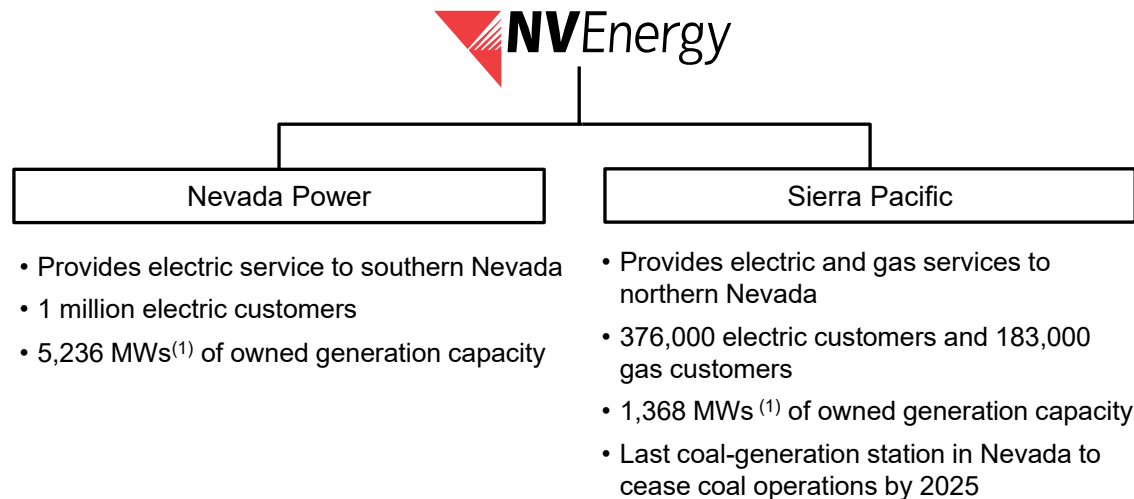 NVEnergy
Nevada Power
• Provides electric service to southern Nevada
• 1 million electric customers
• 5,236 MWs(1) of owned generation capacity
Sierra Pacific
• Provides electric and gas services to
northern Nevada
• 376,000 electric customers and 183,000
gas customers
• 1,368 MWs (1) of owned generation capacity
• Last coal-generation station in Nevada to
cease coal operations by 2025